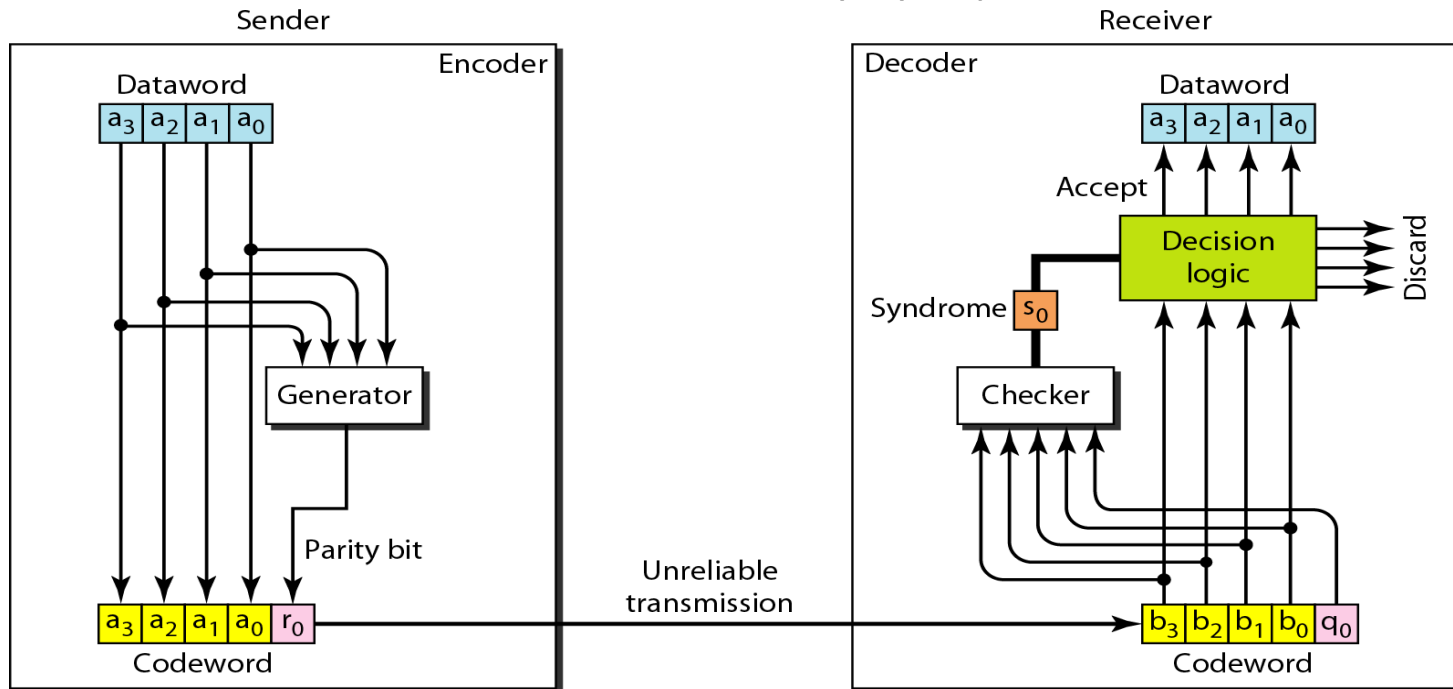 Sender
Receiver
Encoder
Decoder
Dataword
a3 a2 a1 a0
Dataword
a3 a2 a1 a0
Accept
Decision
logic
Discard
Syndrome
s0
Generator
Checker
Parity bit
Unreliable
transmission
a3 a2 a1 a0 r0
Codeword
b3 b2 b1 b0 q0
Codeword